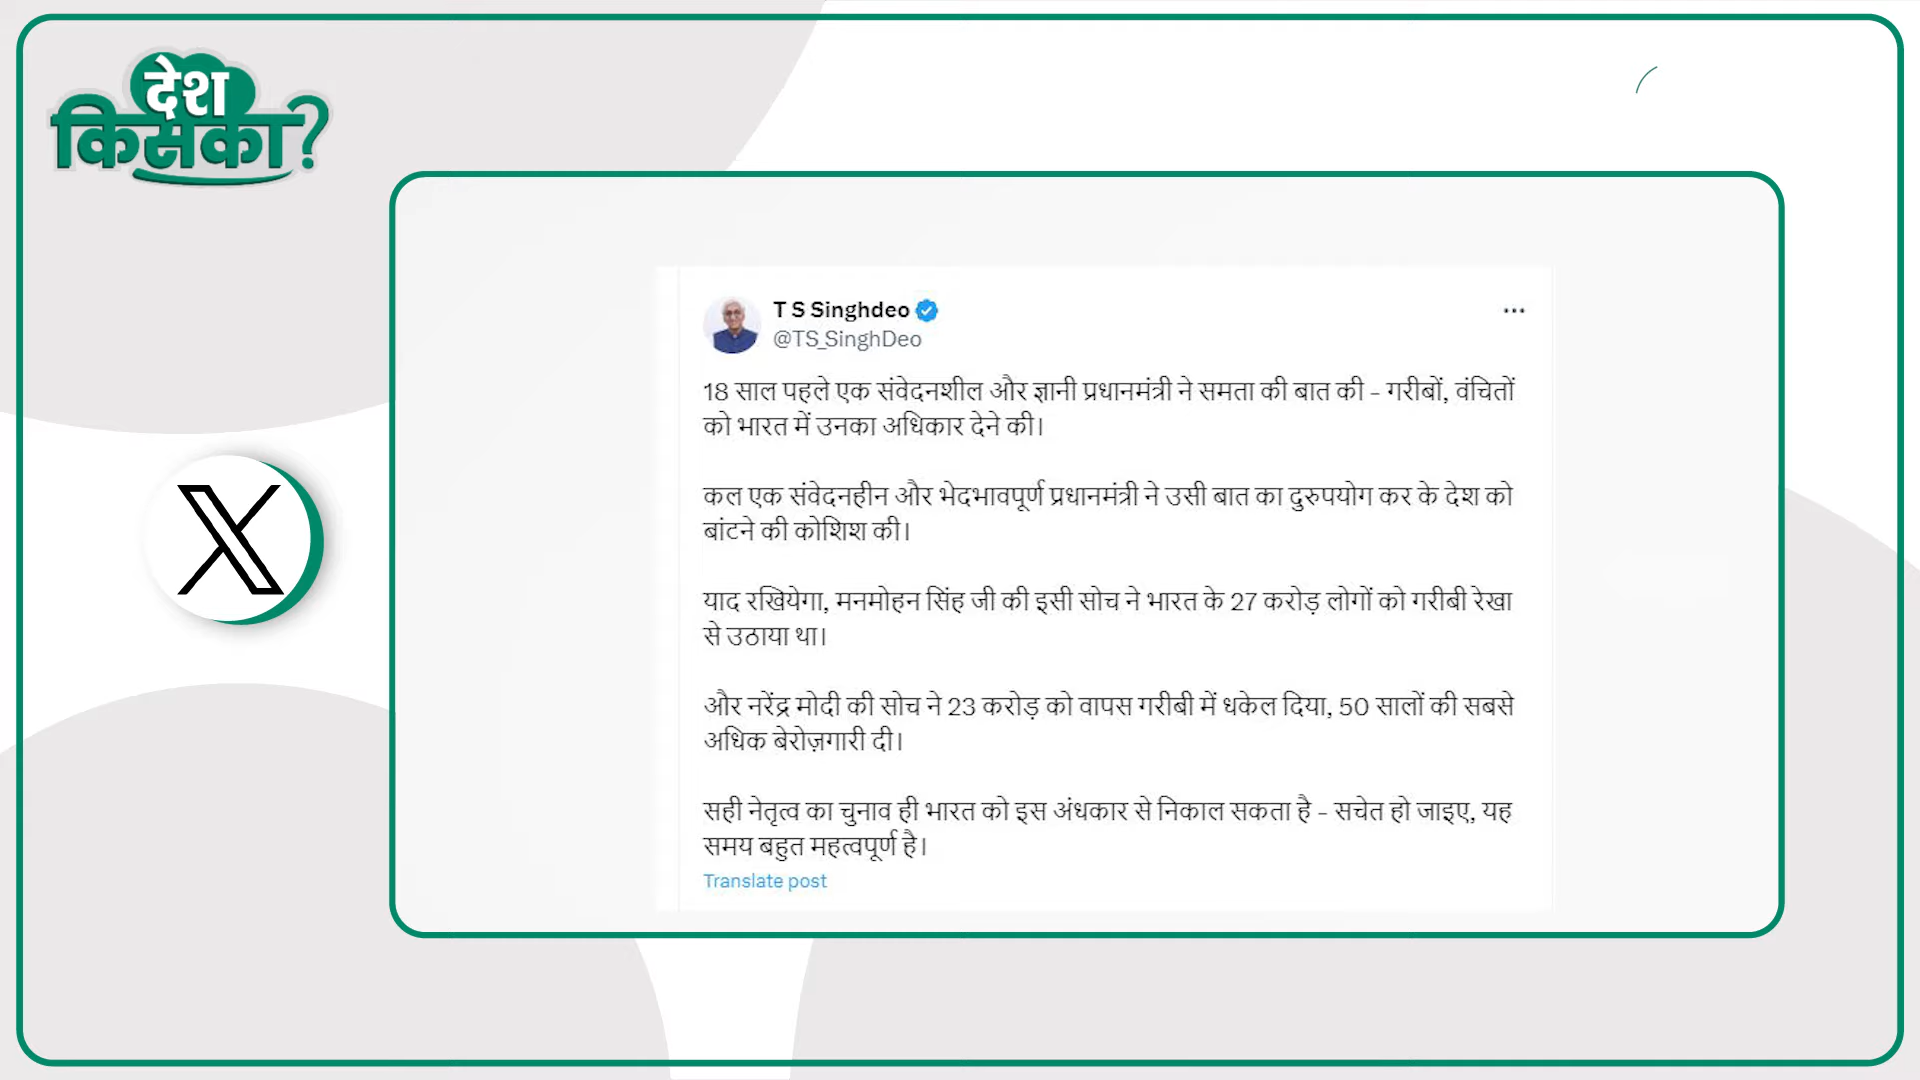 देश
किसका?
T S Singhdeo
@TS_SinghDeo
18 साल पहले एक संवेदनशील और ज्ञानी प्रधानमंत्री ने समता की बात की - गरीबों, वंचितों
को भारत में उनका अधिकार देने की।
कल एक संवेदनहीन और भेदभावपूर्ण प्रधानमंत्री ने उसी बात का दुरुपयोग कर के देश को
बांटने की कोशिश की।
याद रखियेगा, मनमोहन सिंह जी की इसी सोच ने भारत के 27 करोड़ लोगों को गरीबी रेखा
से उठाया था।
और नरेंद्र मोदी की सोच ने 23 करोड़ को वापस गरीबी में धकेल दिया, 50 सालों की सबसे
अधिक बेरोज़गारी दी।
सही नेतृत्व का चुनाव ही भारत को इस अंधकार से निकाल सकता है - सचेत हो जाइए, यह
समय बहुत महत्वपूर्ण है।
Translate post